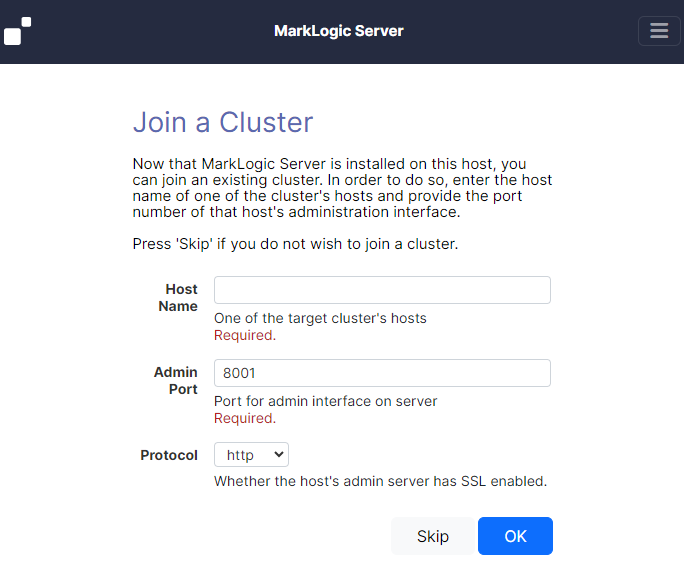 MarkLogic Server
Join a Cluster
Now that MarkLogic Server is installed on this host, you
can join an existing cluster. In order to do so, enter the host
name of one of the cluster's hosts and provide the port
number of that host's administration interface.
Press 'Skip' if you do not wish to join a cluster.
Host
Name
One of the target cluster's hosts
Required.
Admin
Port
8001
Port for admin interface on server
Required.
Protocol
http
Whether the host's admin server has SSL enabled.
Skip
OK